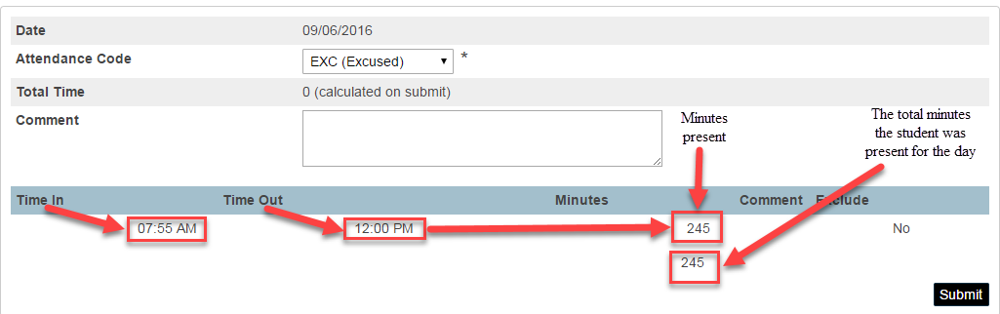 Date 09/06/2016
Attendance Code EXC (Excused) *
Total Time 0 (calculated on submit)
Comment
Minutes
present
The total minutes
the student was
present for the day
Time In Time Out Minutes Comment Exclude
07:55 AM 12:00 PM 245 No
245
Submit